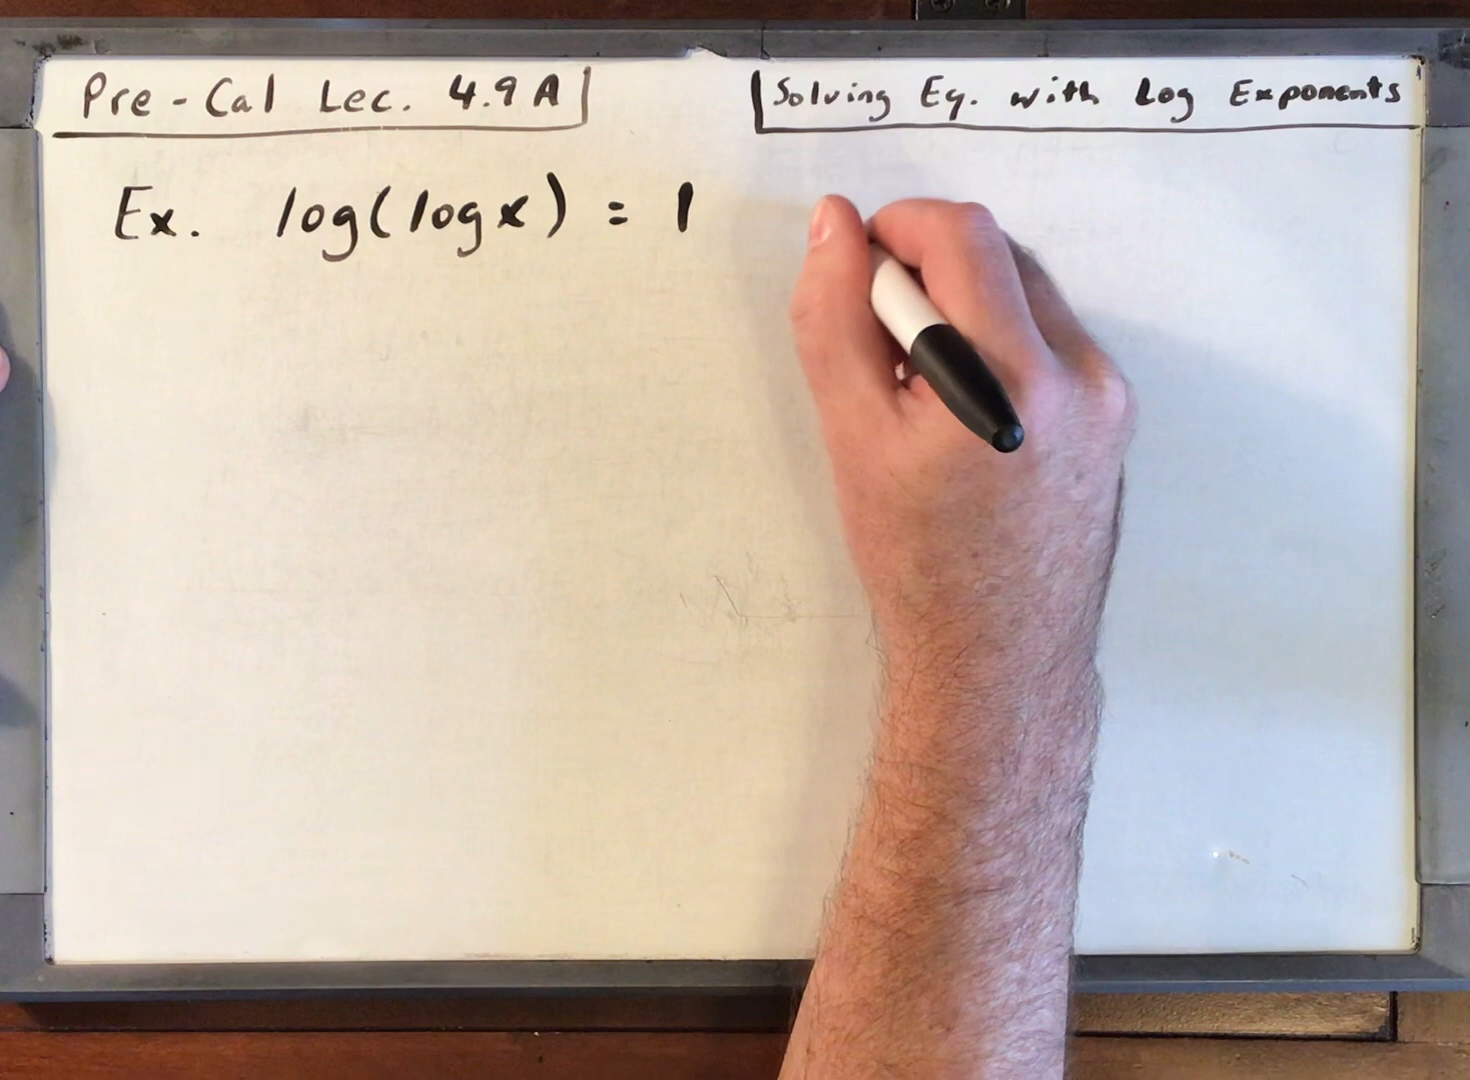 Pre-Cal Lec. 4.9A
Solving Eq. with Log Exponents
Ex. log(log x) = 1